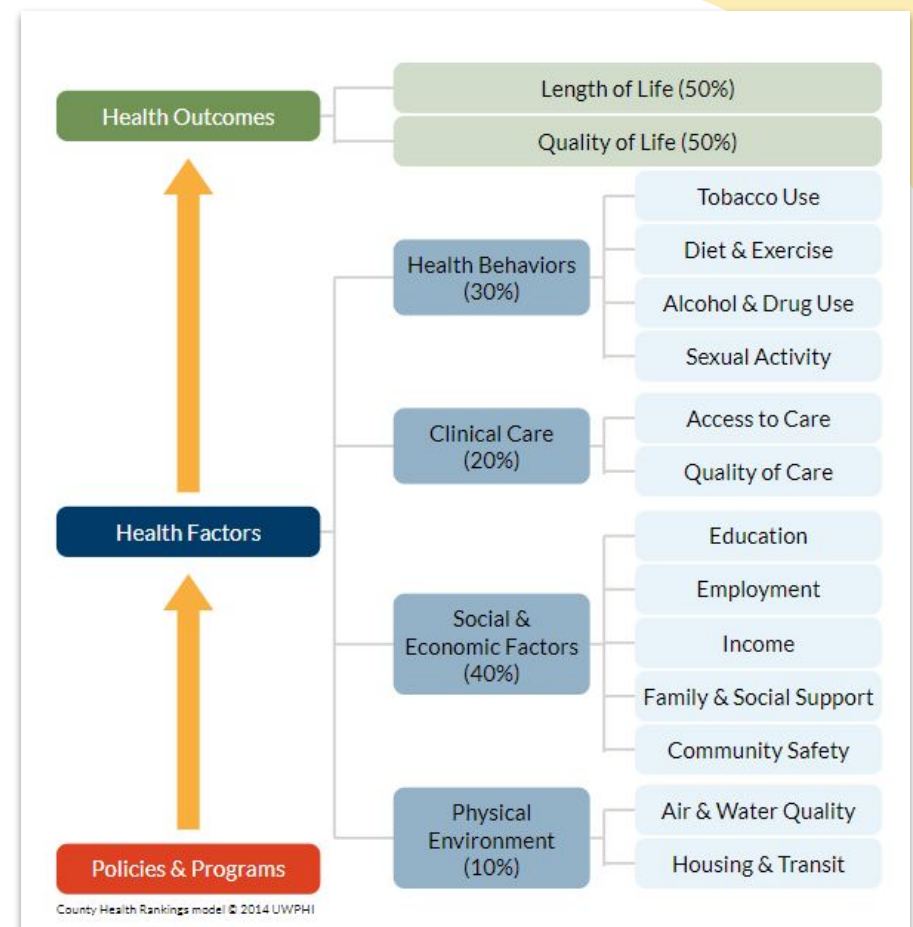 Health Outcomes
Length of Life (50%)
Quality of Life (50%)
Tobacco Use
Diet & Exercise
Health Behaviors
(30%)
Alcohol & Drug Use
Sexual Activity
Access to Care
Clinical Care
(20%)
Quality of Care
Health Factors
Education
Employment
Social &
Economic Factors
(40%)
Income
Family & Social Support
Community Safety
Physical
Environment
(10%)
Air & Water Quality
Housing & Transit
Policies & Programs
County Health Rankings model © 2014 UWPHI